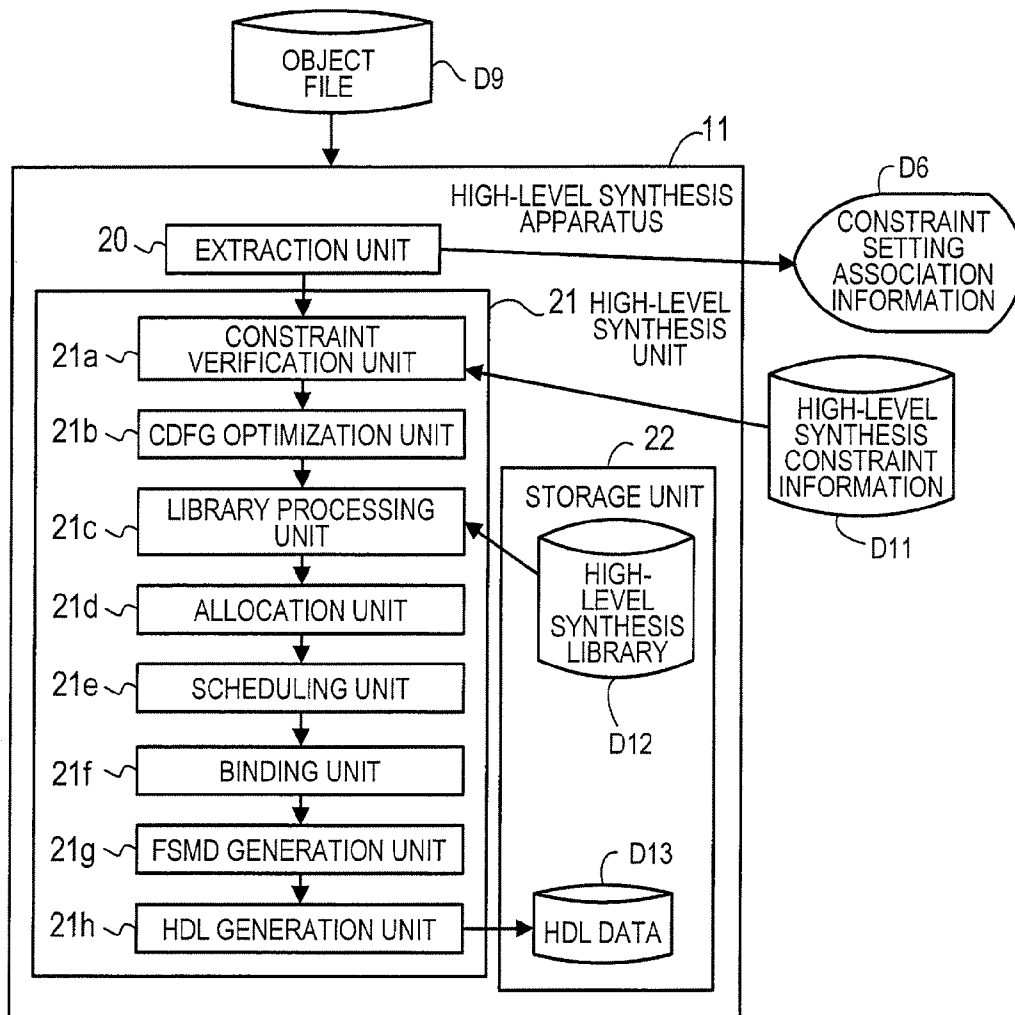 OBJECT
FILE
D9
11
HIGH-LEVEL SYNTHESIS
APPARATUS
D6
CONSTRAINT
SETTING
ASSOCIATION
INFORMATION
20
EXTRACTION UNIT
21
HIGH-LEVEL
SYNTHESIS
UNIT
21a
CONSTRAINT
VERIFICATION UNIT
HIGH-LEVEL
SYNTHESIS
CONSTRAINT
INFORMATION
D11
21b
CDFG OPTIMIZATION UNIT
22
STORAGE UNIT
21c
LIBRARY PROCESSING
UNIT
HIGH-
LEVEL
SYNTHESIS
LIBRARY
D12
21d
ALLOCATION UNIT
21e
SCHEDULING UNIT
21f
BINDING UNIT
21g
FSMD GENERATION UNIT
D13
21h
HDL GENERATION UNIT
HDL DATA